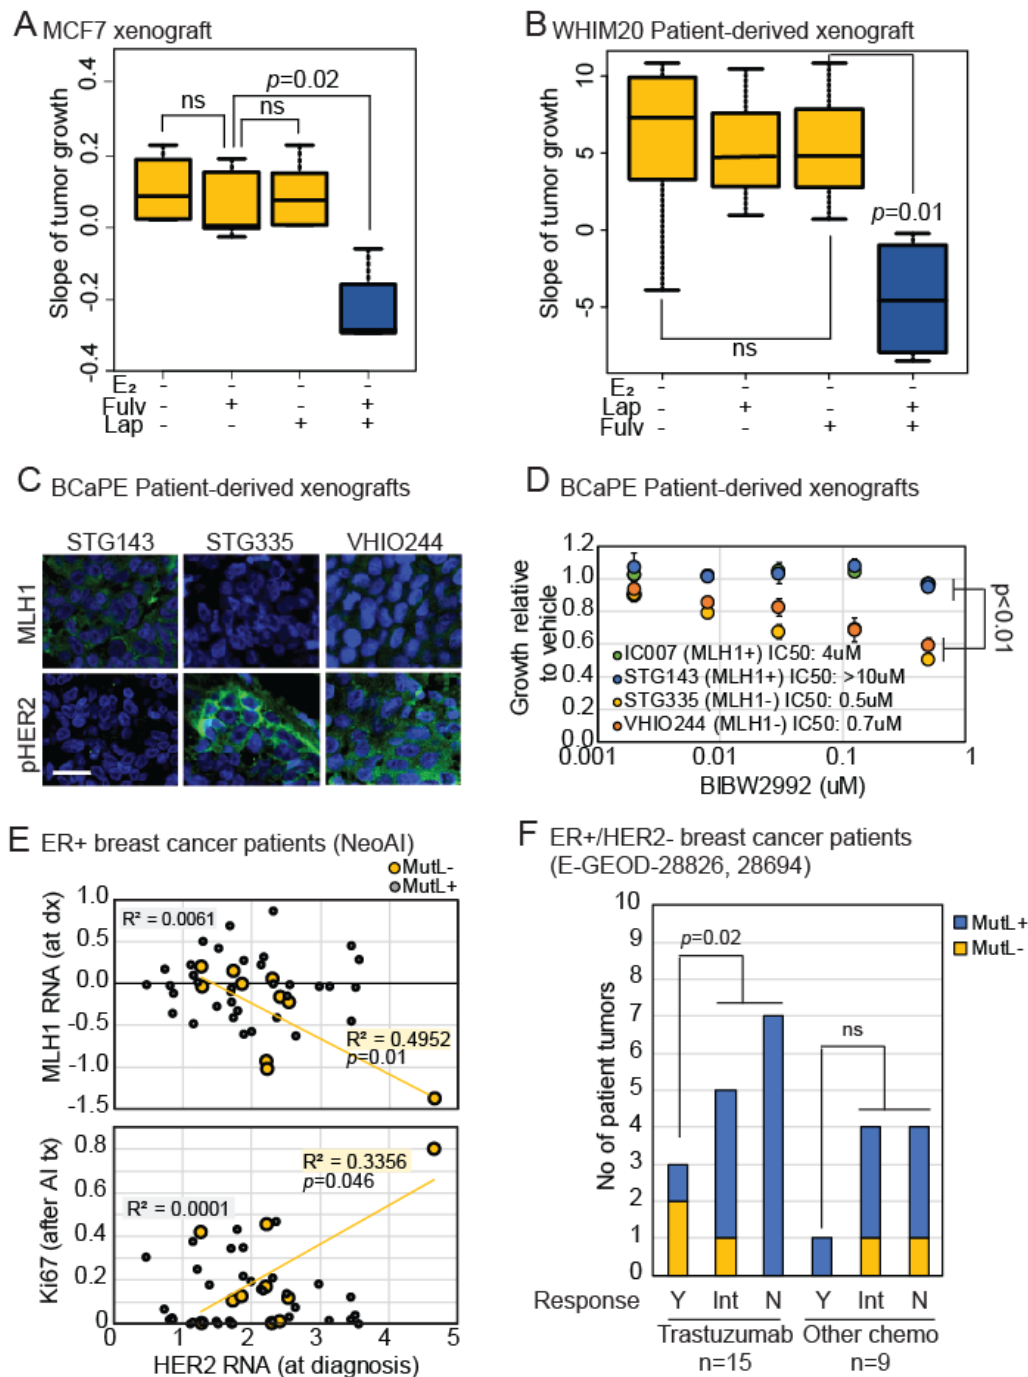 A MCF7 xenograft
Slope of tumor growth
0.4
0.2
0.0
-0.2
-0.4
ns
p=0.02
ns
E₂ - - - -
Fulv - + - +
Lap - - + +
B WHIM20 Patient-derived xenograft
Slope of tumor growth
10
5
0
-5
p=0.01
ns
E₂ - - - -
Lap - + - +
Fulv - - + +
C BCaPE Patient-derived xenografts
STG143 STG335 VHIO244
MLH1
pHER2
D BCaPE Patient-derived xenografts
Growth relative
to vehicle
1.2
1.0
0.8
0.6
0.4
0.2
0.0
IC007 (MLH1+) IC50: 4uM
STG143 (MLH1+) IC50: >10uM
STG335 (MLH1-) IC50: 0.5uM
VHIO244 (MLH1-) IC50: 0.7uM
p<0.01
0.001 0.1 1
BIBW2992 (uM)
E ER+ breast cancer patients (NeoAI)
MutL-
MutL+
MLH1 RNA (at dx)
1.0
0.5
0.0
-0.5
-1.0
-1.5
R² = 0.0061
R² = 0.4952
p=0.01
Ki67 (after AI tx)
0.8
0.6
0.4
0.2
0
R² = 0.3356
p=0.046
R² = 0.0001
0 1 2 3 4 5
HER2 RNA (at diagnosis)
F ER+/HER2- breast cancer patients
(E-GEOD-28826, 28694)
No of patient tumors
10
9
8
7
6
5
4
3
2
1
0
p=0.02
ns
MutL+
MutL-
Response Y Int N Y Int N
Trastuzumab Other chemo
n=15 n=9